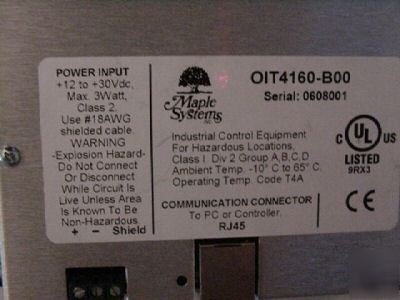 POWER INPUT
+12 to +30Vdc,
Max. 3Watt,
Class 2.
Use #18AWG
shielded cable.
WARNING
-Explosion Hazard-
Do Not Connect
Or Disconnect
While Circuit Is
Live Unless Area
Is Known To Be
Non-Hazardous.
+ – Shield
Maple
Systems
INC
OIT4160-B00
Serial: 0608001
Industrial Control Equipment
For Hazardous Locations,
Class I Div 2 Group A,B,C,D
Ambient Temp. -10° C to 65° C,
Operating Temp. Code T4A
COMMUNICATION CONNECTOR
To PC or Controller.
RJ45
C UL US
LISTED
9RX3
CE